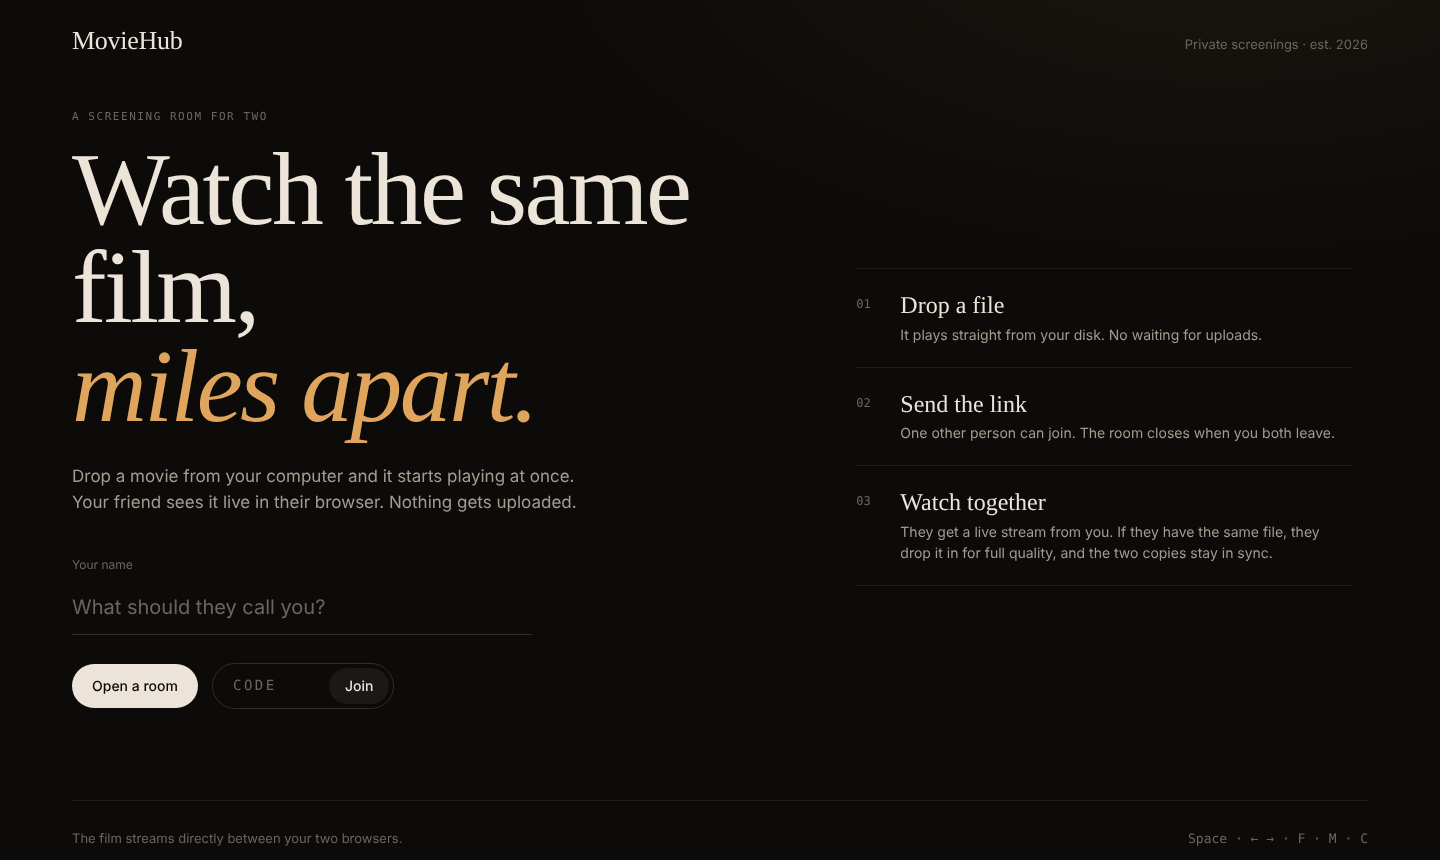 MovieHub
Private screenings · est. 2026
A SCREENING ROOM FOR TWO
Watch the same
film,
miles apart.
Drop a movie from your computer and it starts playing at once.
Your friend sees it live in their browser. Nothing gets uploaded.
Your name
What should they call you?
Open a room
CODE
Join
01
Drop a file
It plays straight from your disk. No waiting for uploads.
02
Send the link
One other person can join. The room closes when you both leave.
03
Watch together
They get a live stream from you. If they have the same file, they
drop it in for full quality, and the two copies stay in sync.
The film streams directly between your two browsers.
Space · ← → · F · M · C